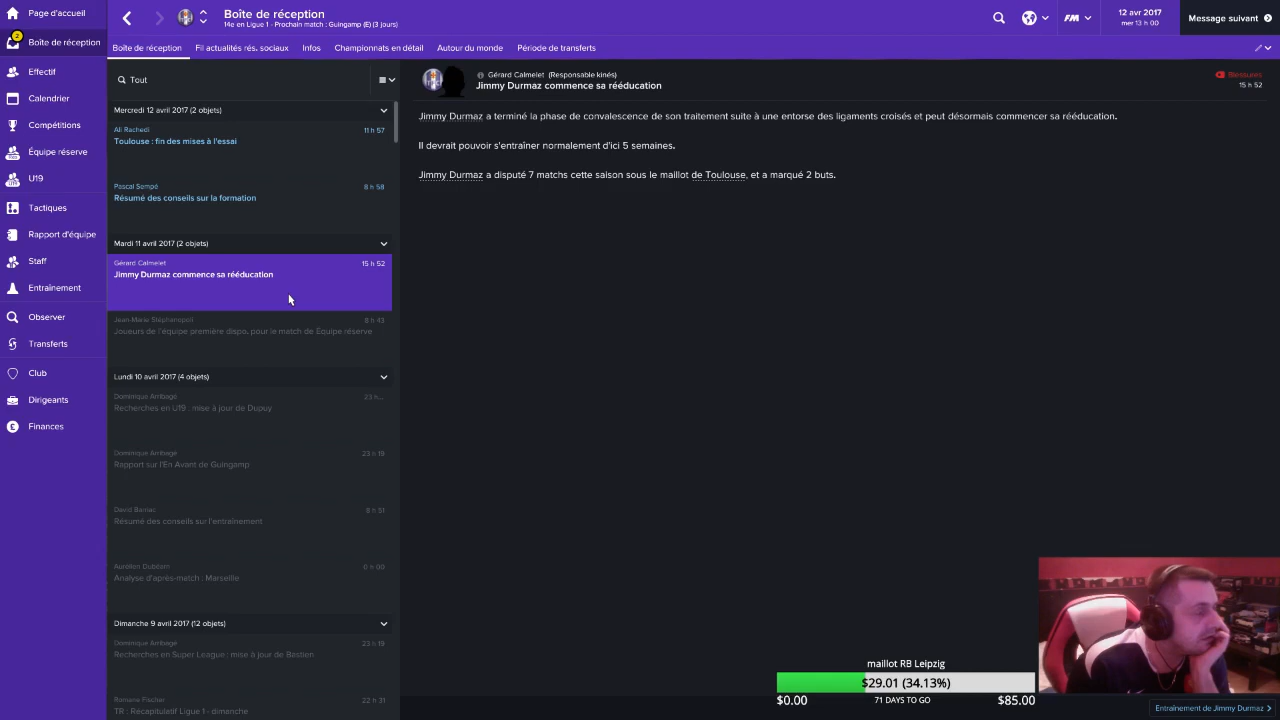 Page d'accueil
2
Boîte de réception
Effectif
Calendrier
Compétitions
Équipe réserve
U19
Tactiques
Rapport d'équipe
Staff
Entraînement
Observer
Transferts
Club
Dirigeants
Finances
Boîte de réception
14e en Ligue 1 - Prochain match : Guingamp (E) (3 jours)
FM
12 avr 2017
mer 13 h 00
Message suivant
Boîte de réception
Fil actualités rés. sociaux
Infos
Championnats en détail
Autour du monde
Période de transferts
Tout
Mercredi 12 avril 2017 (2 objets)
Ali Rachedi 11 h 57
Toulouse : fin des mises à l'essai
Pascal Sempé 8 h 58
Résumé des conseils sur la formation
Mardi 11 avril 2017 (2 objets)
Gérard Calmelet 15 h 52
Jimmy Durmaz commence sa rééducation
Jean-Marie Stéphanopoli 8 h 43
Joueurs de l'équipe première dispo. pour le match de Équipe réserve
Lundi 10 avril 2017 (4 objets)
Dominique Arribagé 23 h...
Recherches en U19 : mise à jour de Dupuy
Dominique Arribagé 23 h 19
Rapport sur l'En Avant de Guingamp
David Barriac 8 h 51
Résumé des conseils sur l'entraînement
Aurélien Dubéarn 0 h 00
Analyse d'après-match : Marseille
Dimanche 9 avril 2017 (12 objets)
Dominique Arribagé 23 h 19
Recherches en Super League : mise à jour de Bastien
Romane Fischer 22 h 31
TR : Récapitulatif Ligue 1 - dimanche
Gérard Calmelet (Responsable kinés)
Jimmy Durmaz commence sa rééducation
Blessures
15 h 52
Jimmy Durmaz a terminé la phase de convalescence de son traitement suite à une entorse des ligaments croisés et peut désormais commencer sa rééducation.
Il devrait pouvoir s'entraîner normalement d'ici 5 semaines.
Jimmy Durmaz a disputé 7 matchs cette saison sous le maillot de Toulouse, et a marqué 2 buts.
maillot RB Leipzig
$29.01 (34.13%)
$0.00
71 DAYS TO GO
$85.00
Entraînement de Jimmy Durmaz